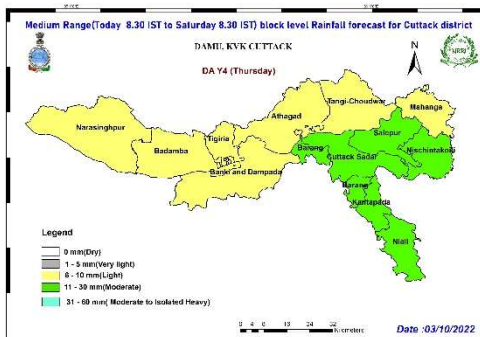 Medium Range(Today 8.30 IST to Saturday 8.30 IST) block level Rainfall forecast for Cuttack district
DAMU, KVK CUTTACK
NRRI
N
DA Y4 (Thursday)
Tangi-Choudwar
Mahanga
Athagad
Narasinghpur
Tigiria
Salepur
Badamba
Barang
Nischintakoili
Cuttack Sadar
Banki and Dampada
Barang
Kantapada
Niali
Legend
0 mm(Dry)
1 - 5 mm(Very light)
6 - 10 mm(Light)
11 - 30 mm(Moderate)
31 - 60 mm( Moderate to Isolated Heavy)
Kilometers
Date :03/10/2022